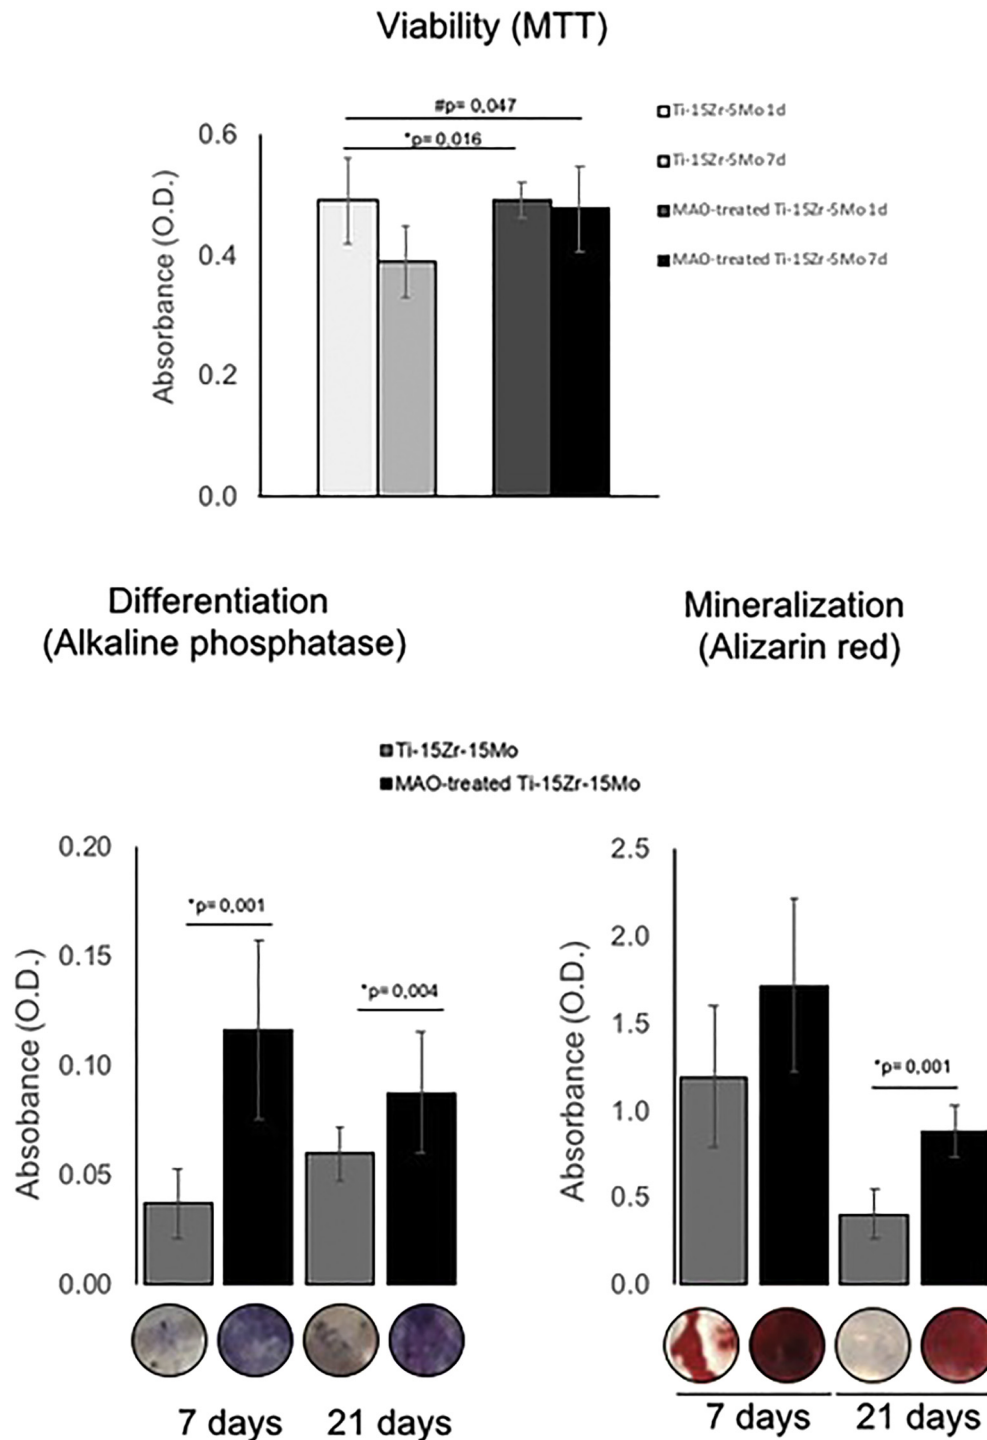 Viability (MTT)
#p= 0,047
*p= 0,016
Absorbance (O.D.)
0.6
0.4
0.2
0.0
Ti-15Zr-5Mo 1d
Ti-15Zr-5Mo 7d
MAO-treated Ti-15Zr-5Mo 1d
MAO-treated Ti-15Zr-5Mo 7d
Differentiation
(Alkaline phosphatase)
Mineralization
(Alizarin red)
Ti-15Zr-15Mo
MAO-treated Ti-15Zr-15Mo
Absobance (O.D.)
0.20
0.15
0.10
0.05
0.00
*p= 0,001
*p= 0,004
7 days
21 days
Absorbance (O.D.)
2.5
2.0
1.5
1.0
0.5
0.0
*p= 0,001
7 days
21 days